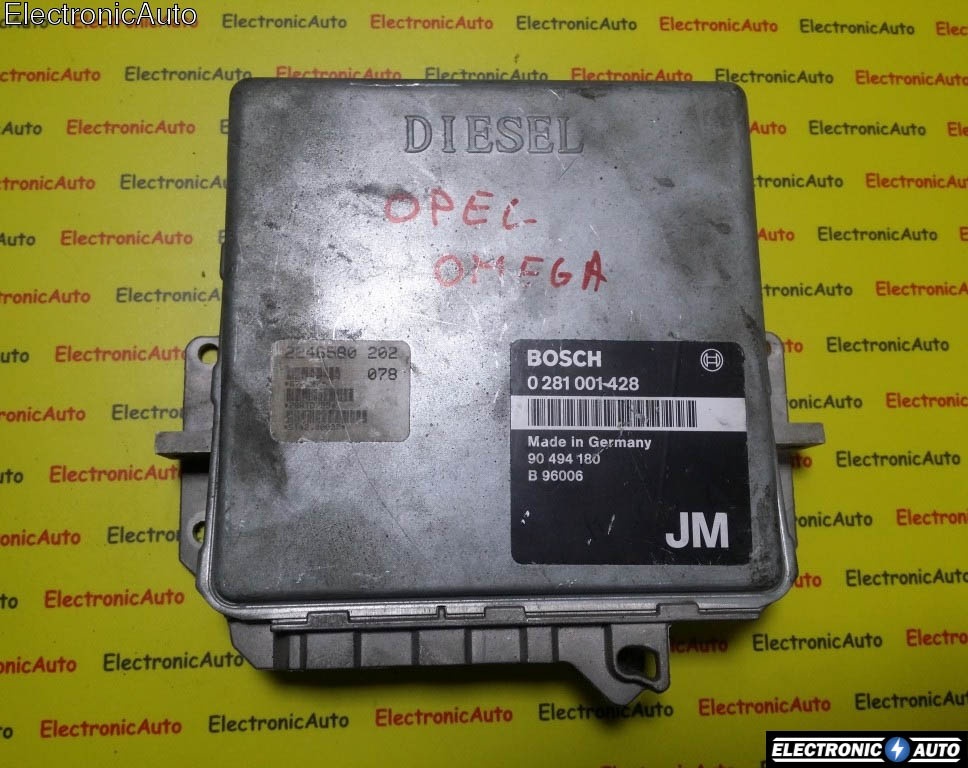 ElectronicAuto
DIESEL
OPEL
OMEGA
2246580 202
078
BOSCH
0 281 001-428
Made in Germany
90 494 180
B 96006
JM
ELECTRONIC AUTO